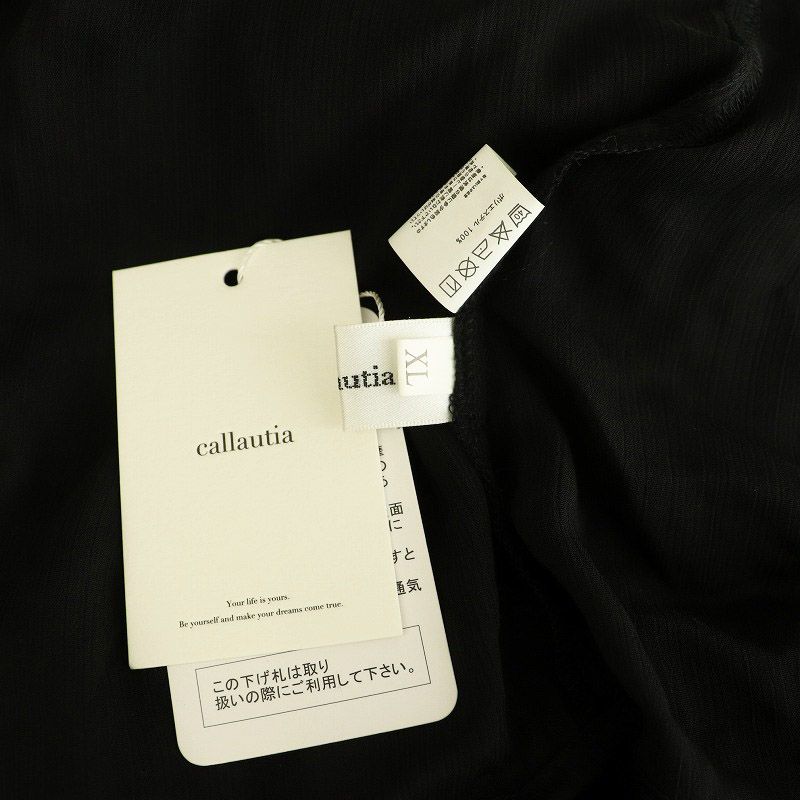 callautia
Your life is yours.
Be yourself and make your dreams come true.
utia
XL
ポリエステル 100%
40
面
に
すと
通気
この下げ札は取り
扱いの際にご利用して下さい。